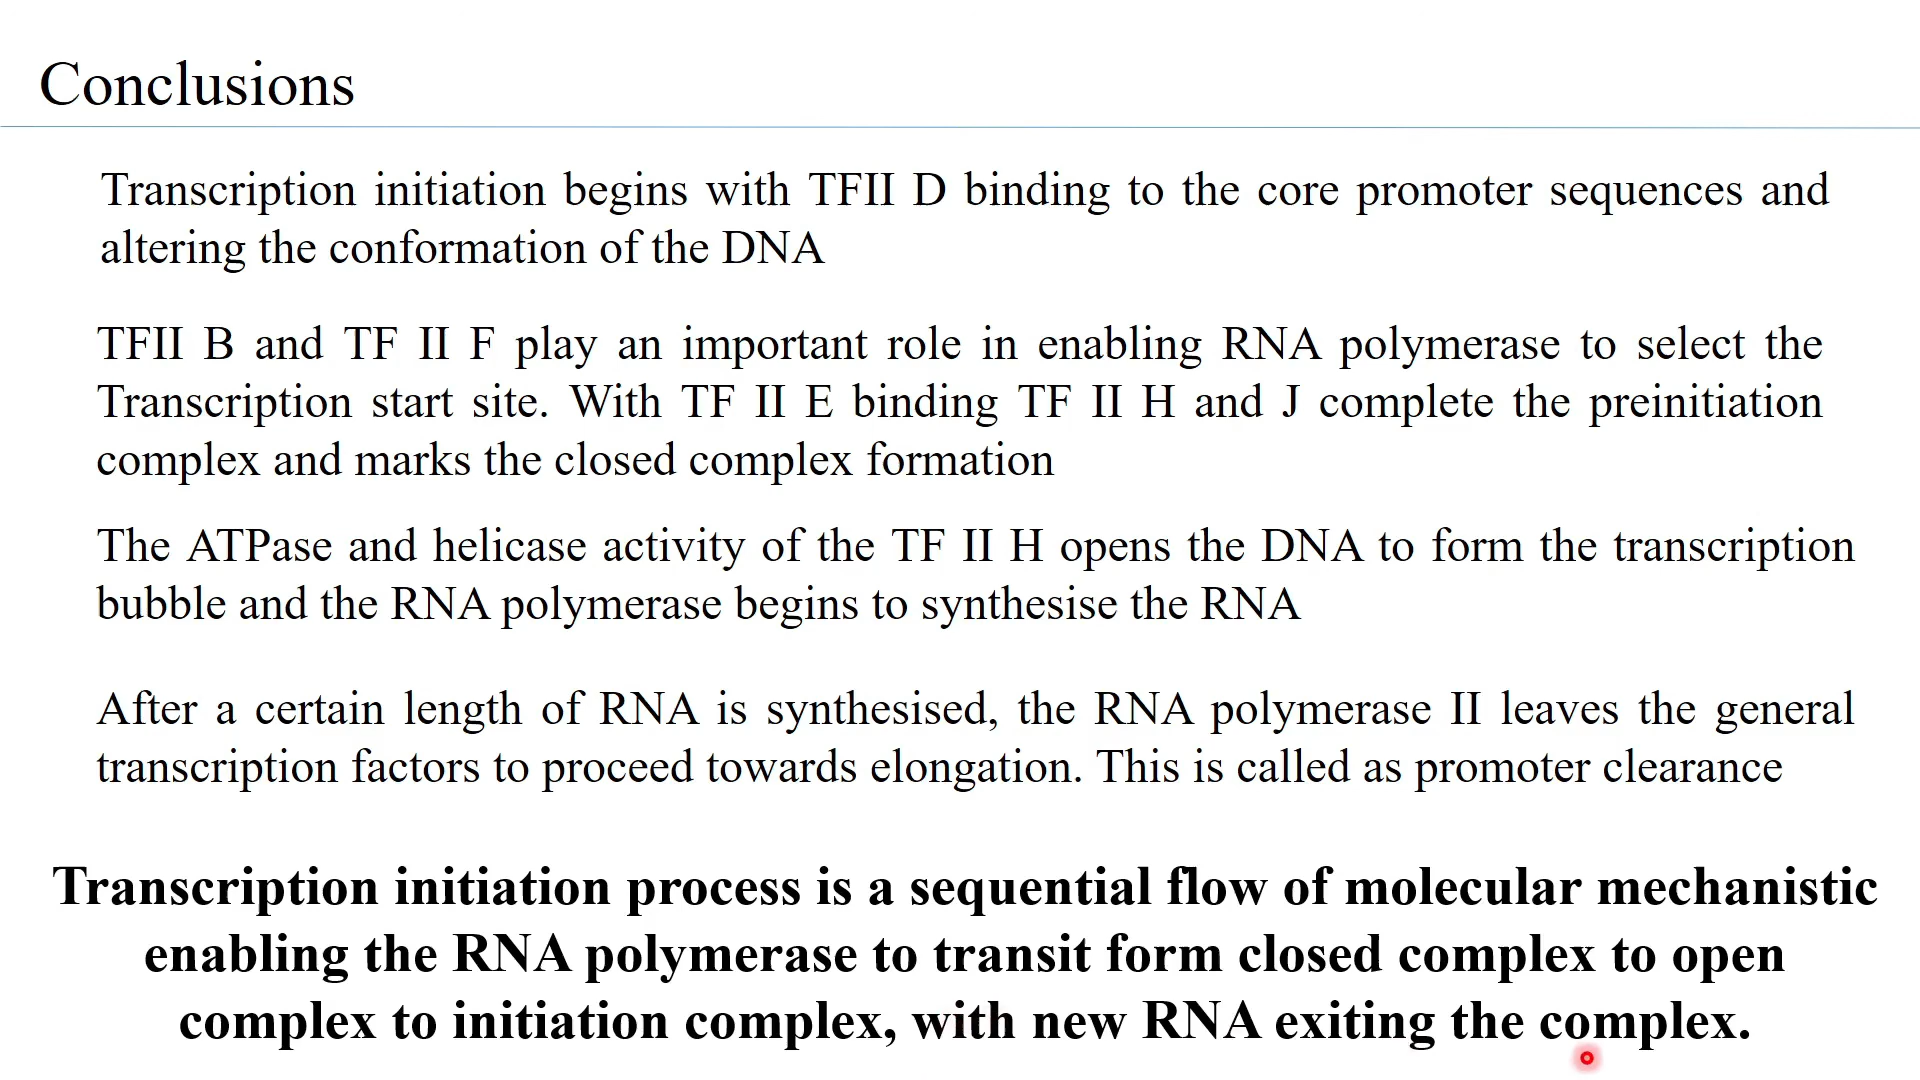 Conclusions
Transcription initiation begins with TFII D binding to the core promoter sequences and
altering the conformation of the DNA
TFII B and TF II F play an important role in enabling RNA polymerase to select the
Transcription start site. With TF II E binding TF II H and J complete the preinitiation
complex and marks the closed complex formation
The ATPase and helicase activity of the TF II H opens the DNA to form the transcription
bubble and the RNA polymerase begins to synthesise the RNA
After a certain length of RNA is synthesised, the RNA polymerase II leaves the general
transcription factors to proceed towards elongation. This is called as promoter clearance
Transcription initiation process is a sequential flow of molecular mechanistic
enabling the RNA polymerase to transit form closed complex to open
complex to initiation complex, with new RNA exiting the complex.